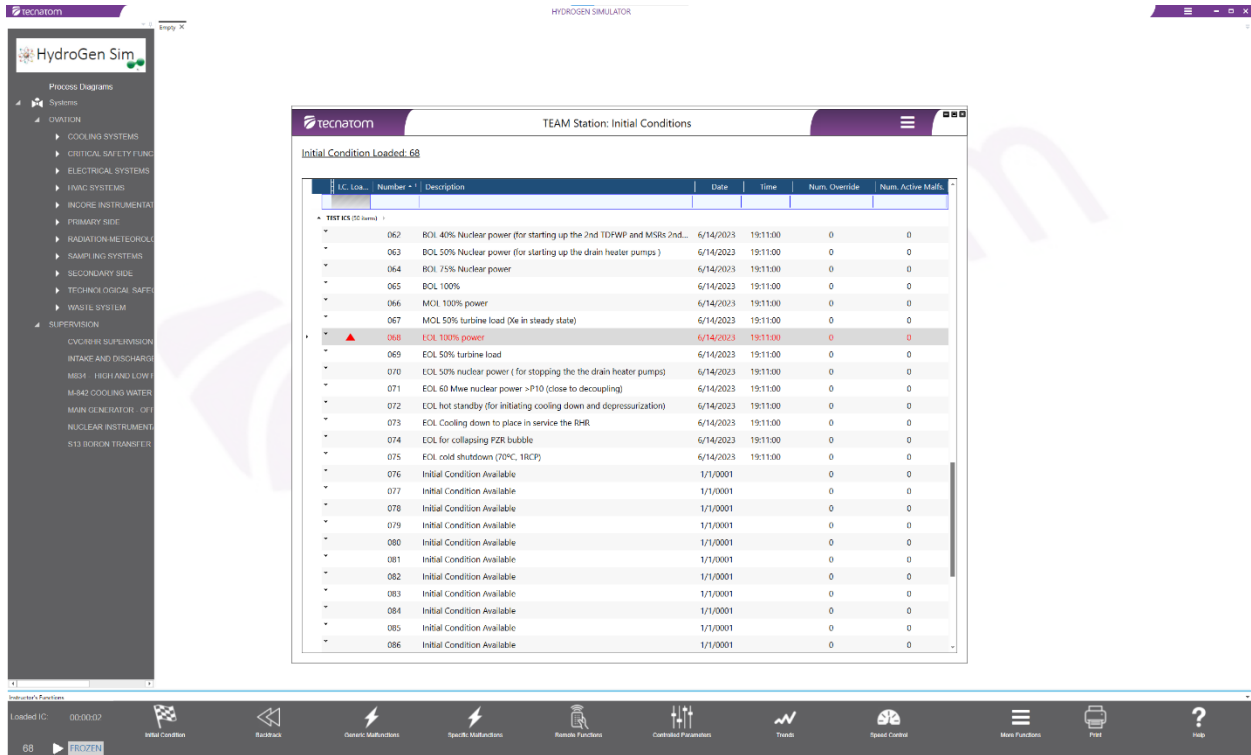 tecnatom
HYDROGEN SIMULATOR
Empty
HydroGen Sim
Process Diagrams
Systems
OVATION
COOLING SYSTEMS
CRITICAL SAFETY FUNC
ELECTRICAL SYSTEMS
HVAC SYSTEMS
INCORE INSTRUMENTAT
PRIMARY SIDE
RADIATION-METEOROLO
SAMPLING SYSTEMS
SECONDARY SIDE
TECHNOLOGICAL SAFE
WASTE SYSTEM
SUPERVISION
CVC/RHR SUPERVISION
INTAKE AND DISCHARGE
M834 HIGH AND LOW
M-842 COOLING WATER
MAIN GENERATOR OFF
NUCLEAR INSTRUMENTA
S13 BORON TRANSFER
tecnatom
TEAM Station: Initial Conditions
Initial Condition Loaded: 68
I.C. Loa... Number Description Date Time Num. Override Num. Active Malfs.
TEST ICS (50 items)
062 BOL 40% Nuclear power (for starting up the 2nd TDFWP and MSRs 2nd... 6/14/2023 19:11:00 0 0
063 BOL 50% Nuclear power (for starting up the drain heater pumps ) 6/14/2023 19:11:00 0 0
064 BOL 75% Nuclear power 6/14/2023 19:11:00 0 0
065 BOL 100% 6/14/2023 19:11:00 0 0
066 MOL 100% power 6/14/2023 19:11:00 0 0
067 MOL 50% turbine load (Xe in steady state) 6/14/2023 19:11:00 0 0
068 EOL 100% power 6/14/2023 19:11:00 0 0
069 EOL 50% turbine load 6/14/2023 19:11:00 0 0
070 EOL 50% nuclear power ( for stopping the the drain heater pumps) 6/14/2023 19:11:00 0 0
071 EOL 60 Mwe nuclear power >P10 (close to decoupling) 6/14/2023 19:11:00 0 0
072 EOL hot standby (for initiating cooling down and depressurization) 6/14/2023 19:11:00 0 0
073 EOL Cooling down to place in service the RHR 6/14/2023 19:11:00 0 0
074 EOL for collapsing PZR bubble 6/14/2023 19:11:00 0 0
075 EOL cold shutdown (70ºC, 1RCP) 6/14/2023 19:11:00 0 0
076 Initial Condition Available 1/1/0001 0 0
077 Initial Condition Available 1/1/0001 0 0
078 Initial Condition Available 1/1/0001 0 0
079 Initial Condition Available 1/1/0001 0 0
080 Initial Condition Available 1/1/0001 0 0
081 Initial Condition Available 1/1/0001 0 0
082 Initial Condition Available 1/1/0001 0 0
083 Initial Condition Available 1/1/0001 0 0
084 Initial Condition Available 1/1/0001 0 0
085 Initial Condition Available 1/1/0001 0 0
086 Initial Condition Available 1/1/0001 0 0
Instructor's Functions
Loaded IC: 00:00:02
68 FROZEN
Initial Condition
Backtrack
Generic Malfunctions
Specific Malfunctions
Remote Functions
Controlled Parameters
Trends
Speed Control
More Functions
Print
Help